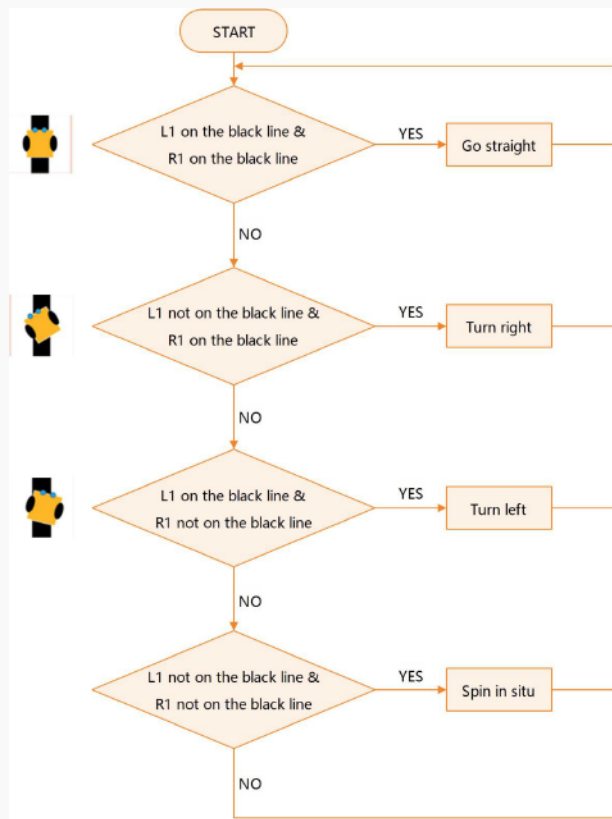 START
L1 on the black line &
R1 on the black line
YES
Go straight
NO
L1 not on the black line &
R1 on the black line
YES
Turn right
NO
L1 on the black line &
R1 not on the black line
YES
Turn left
NO
L1 not on the black line &
R1 not on the black line
YES
Spin in situ
NO